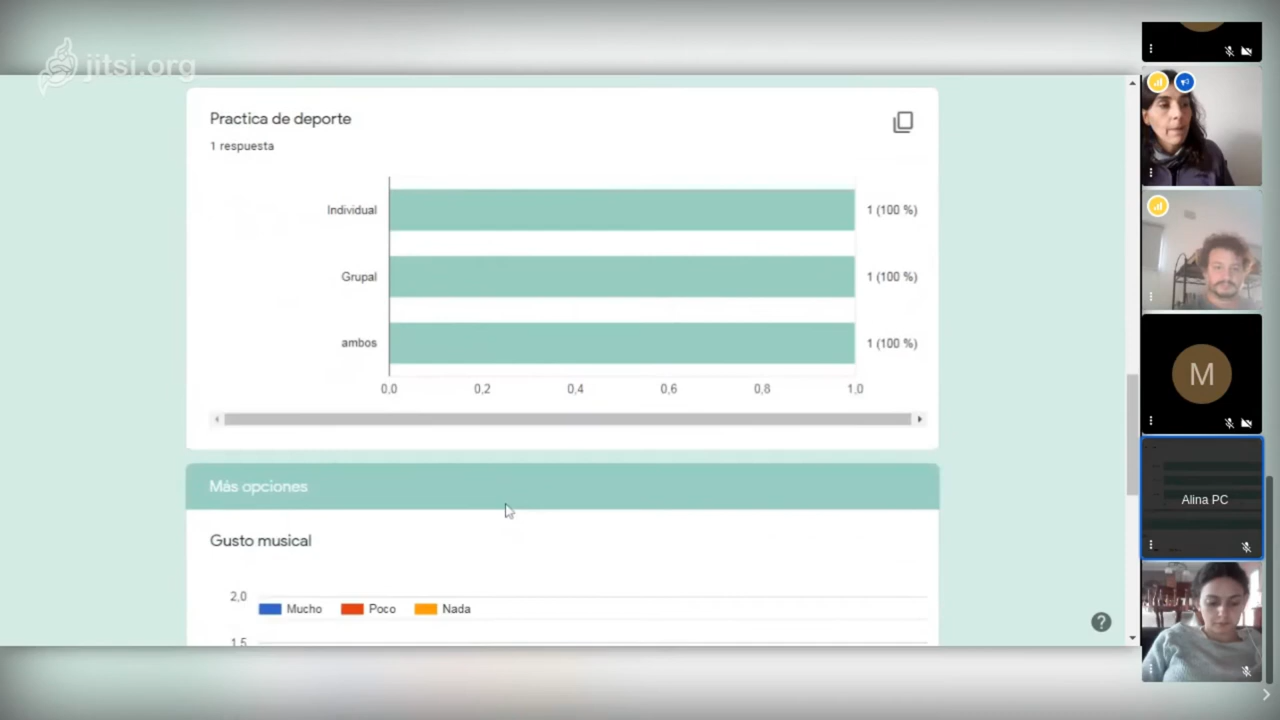 jitsi.org
Practica de deporte
1 respuesta
Individual
1 (100 %)
Grupal
1 (100 %)
ambos
1 (100 %)
0,0
0,2
0,4
0,6
0,8
1,0
Más opciones
Gusto musical
2,0
Mucho
Poco
Nada
1,5
M
Alina PC